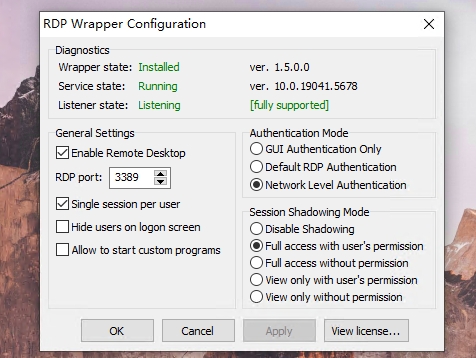 RDP Wrapper Configuration
Diagnostics
Wrapper state: Installed ver. 1.5.0.0
Service state: Running ver. 10.0.19041.5678
Listener state: Listening [fully supported]
General Settings
Enable Remote Desktop
RDP port: 3389
Single session per user
Hide users on logon screen
Allow to start custom programs
Authentication Mode
GUI Authentication Only
Default RDP Authentication
Network Level Authentication
Session Shadowing Mode
Disable Shadowing
Full access with user's permission
Full access without permission
View only with user's permission
View only without permission
OK Cancel Apply View license...